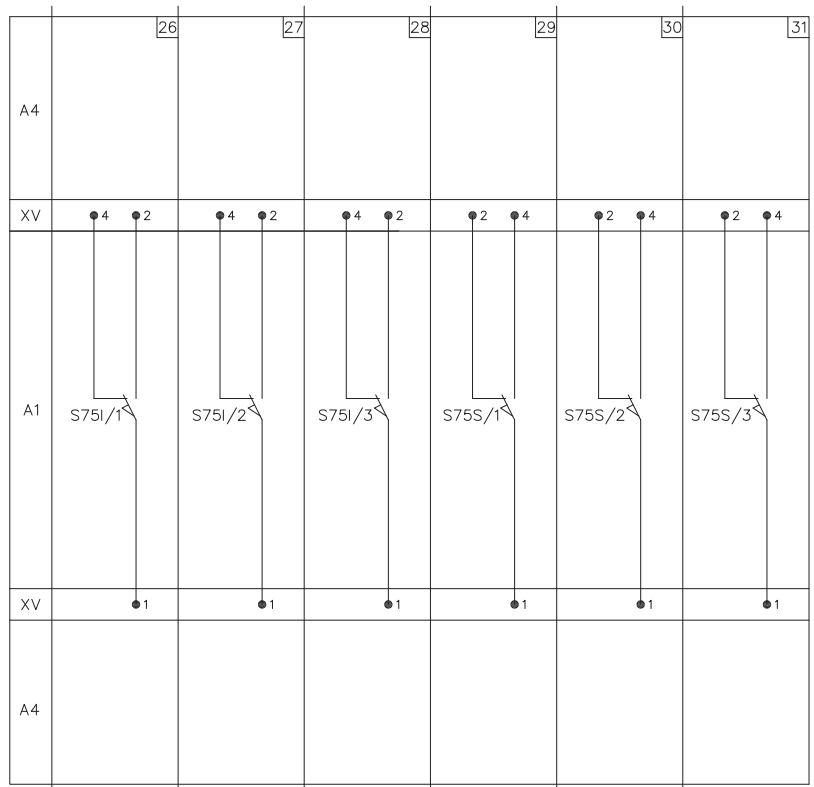 26 27 28 29 30 31
A4
XV 4 2 4 2 4 2 2 4 2 4 2 4
A1 S75I/1 S75I/2 S75I/3 S75S/1 S75S/2 S75S/3
XV 1 1 1 1 1 1
A4